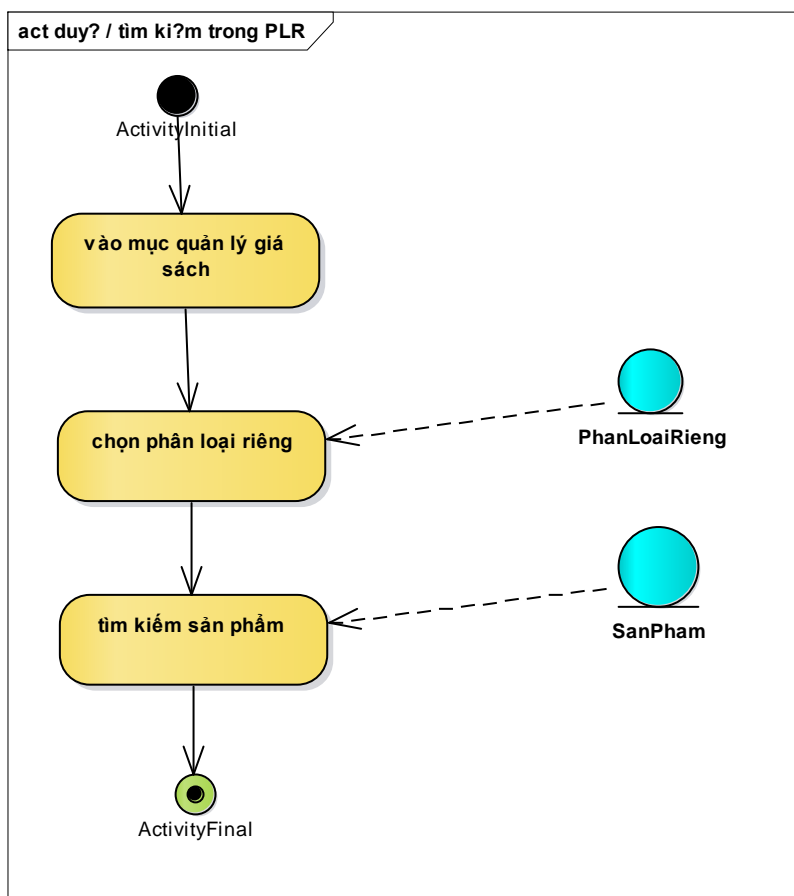 act duy? / tìm ki?m trong PLR
ActivityInitial
vào mục quản lý giá
sách
chọn phân loại riêng
PhanLoaiRieng
tìm kiếm sản phẩm
SanPham
ActivityFinal